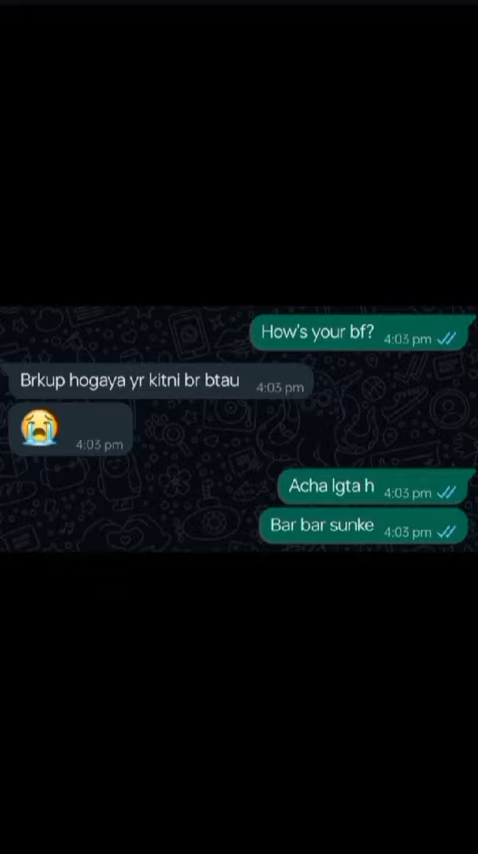 How's your bf? 4:03 pm
Brkup hogaya yr kitni br btau 4:03 pm
😭 4:03 pm
Acha lgta h 4:03 pm
Bar bar sunke 4:03 pm